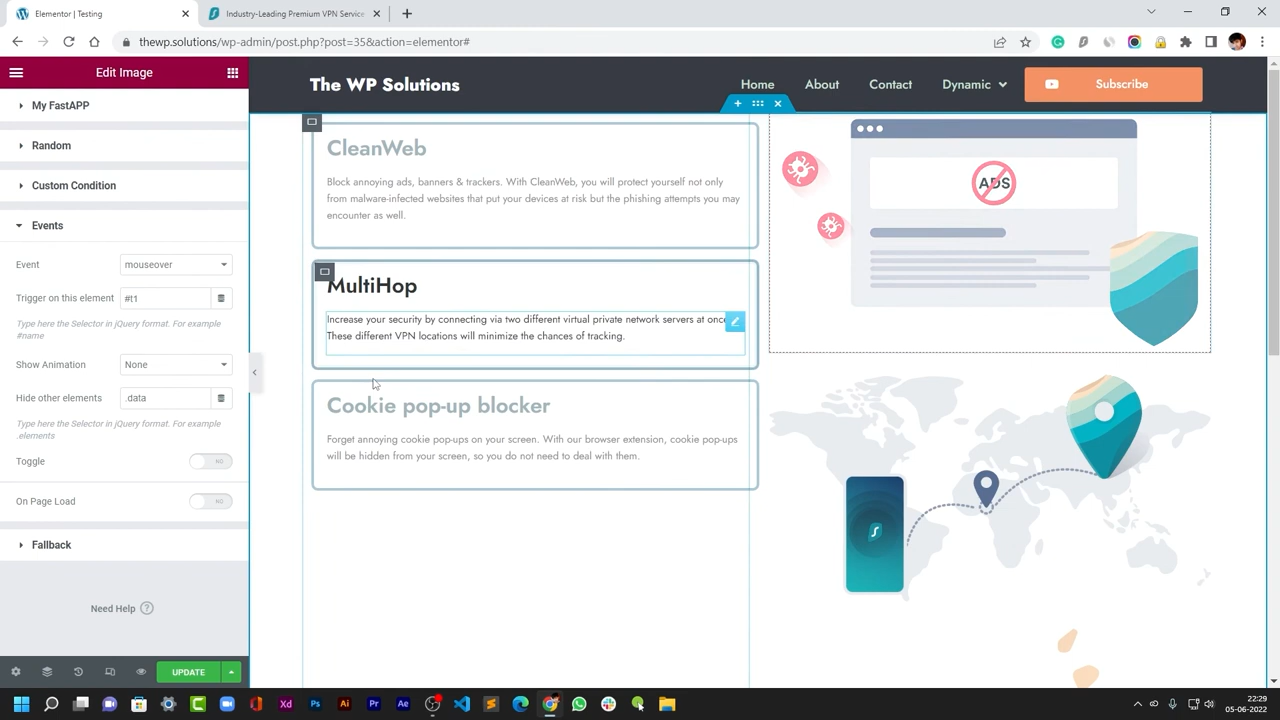 Elementor | Testing
Industry-Leading Premium VPN Service
thewp.solutions/wp-admin/post.php?post=35&action=elementor#
Edit Image
My FastAPP
Random
Custom Condition
Events
Event
mouseover
Trigger on this element
#t1
Type here the Selector in jQuery format. For example
#name
Show Animation
None
Hide other elements
.data
Type here the Selector in jQuery format. For example
.elements
Toggle
NO
On Page Load
NO
Fallback
Need Help
UPDATE
The WP Solutions
Home
About
Contact
Dynamic
Subscribe
CleanWeb
Block annoying ads, banners & trackers. With CleanWeb, you will protect yourself not only
from malware-infected websites that put your devices at risk but the phishing attempts you may
encounter as well.
MultiHop
Increase your security by connecting via two different virtual private network servers at once
These different VPN locations will minimize the chances of tracking.
Cookie pop-up blocker
Forget annoying cookie pop-ups on your screen. With our browser extension, cookie pop-ups
will be hidden from your screen, so you do not need to deal with them.
ADS
Xd
Ps
Ai
Pr
Ae
22:29
05-06-2022